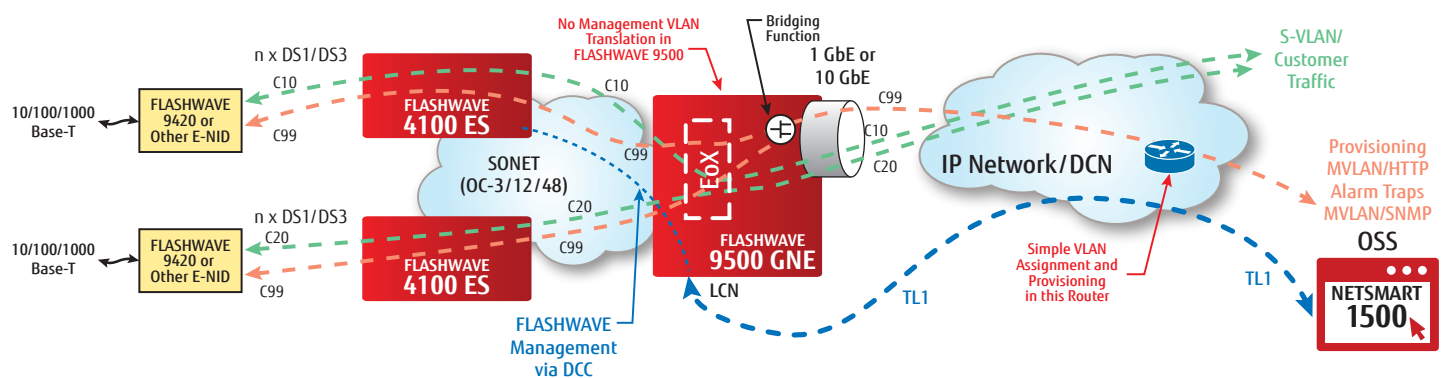 n x DS1/DS3
C10
10/100/1000
Base-T
FLASHWAVE
9420 or
Other E-NID
C99
FLASHWAVE
4100 ES
C10
C99
SONET
(OC-3/12/48)
No Management VLAN
Translation in
FLASHWAVE 9500
Bridging
Function
1 GbE or
10 GbE
EoX
C99
C10
C20
FLASHWAVE
9500 GNE
LCN
IP Network/DCN
S-VLAN/
Customer
Traffic
Provisioning
MVLAN/HTTP
Alarm Traps
MVLAN/SNMP
OSS
NETSMART
1500
n x DS1/DS3
C20
10/100/1000
Base-T
FLASHWAVE
9420 or
Other E-NID
C99
FLASHWAVE
4100 ES
C20
C99
FLASHWAVE
Management
via DCC
TL1
Simple VLAN
Assignment and
Provisioning
in this Router
TL1